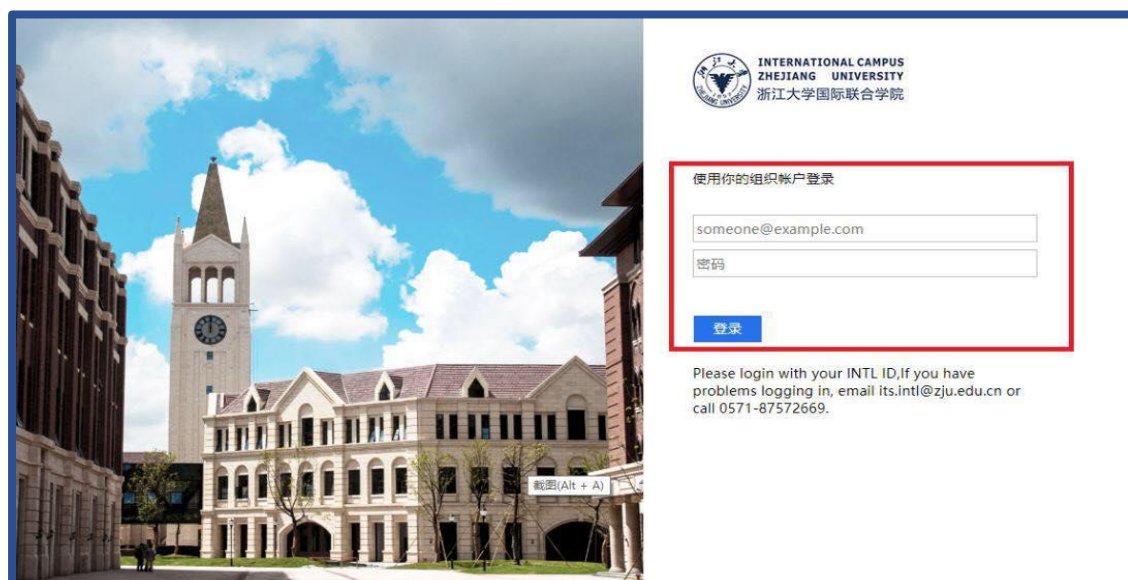 INTERNATIONAL CAMPUS
ZHEJIANG UNIVERSITY
浙江大学国际联合学院
使用你的组织帐户登录
someone@example.com
密码
登录
Please login with your INTL ID,If you have
problems logging in, email its.intl@zju.edu.cn or
call 0571-87572669.
截图(Alt + A)